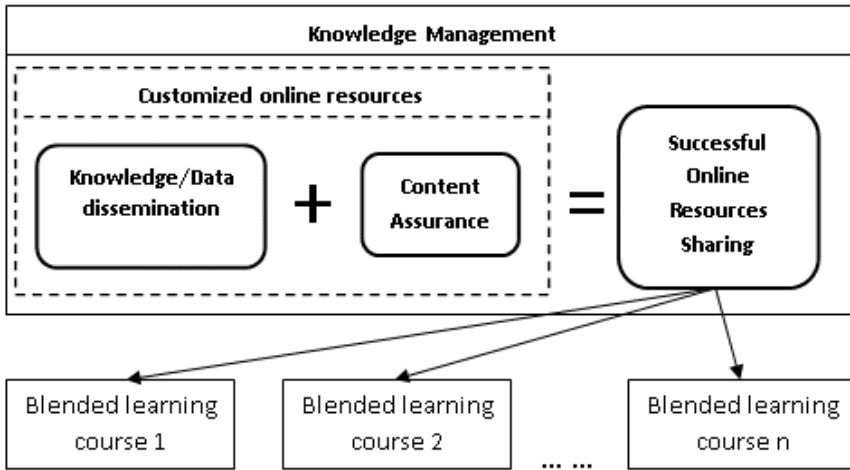 Knowledge Management
Customized online resources
Knowledge/Data
dissemination
+
Content
Assurance
=
Successful
Online
Resources
Sharing
Blended learning
course 1
Blended learning
course 2
... ...
Blended learning
course n